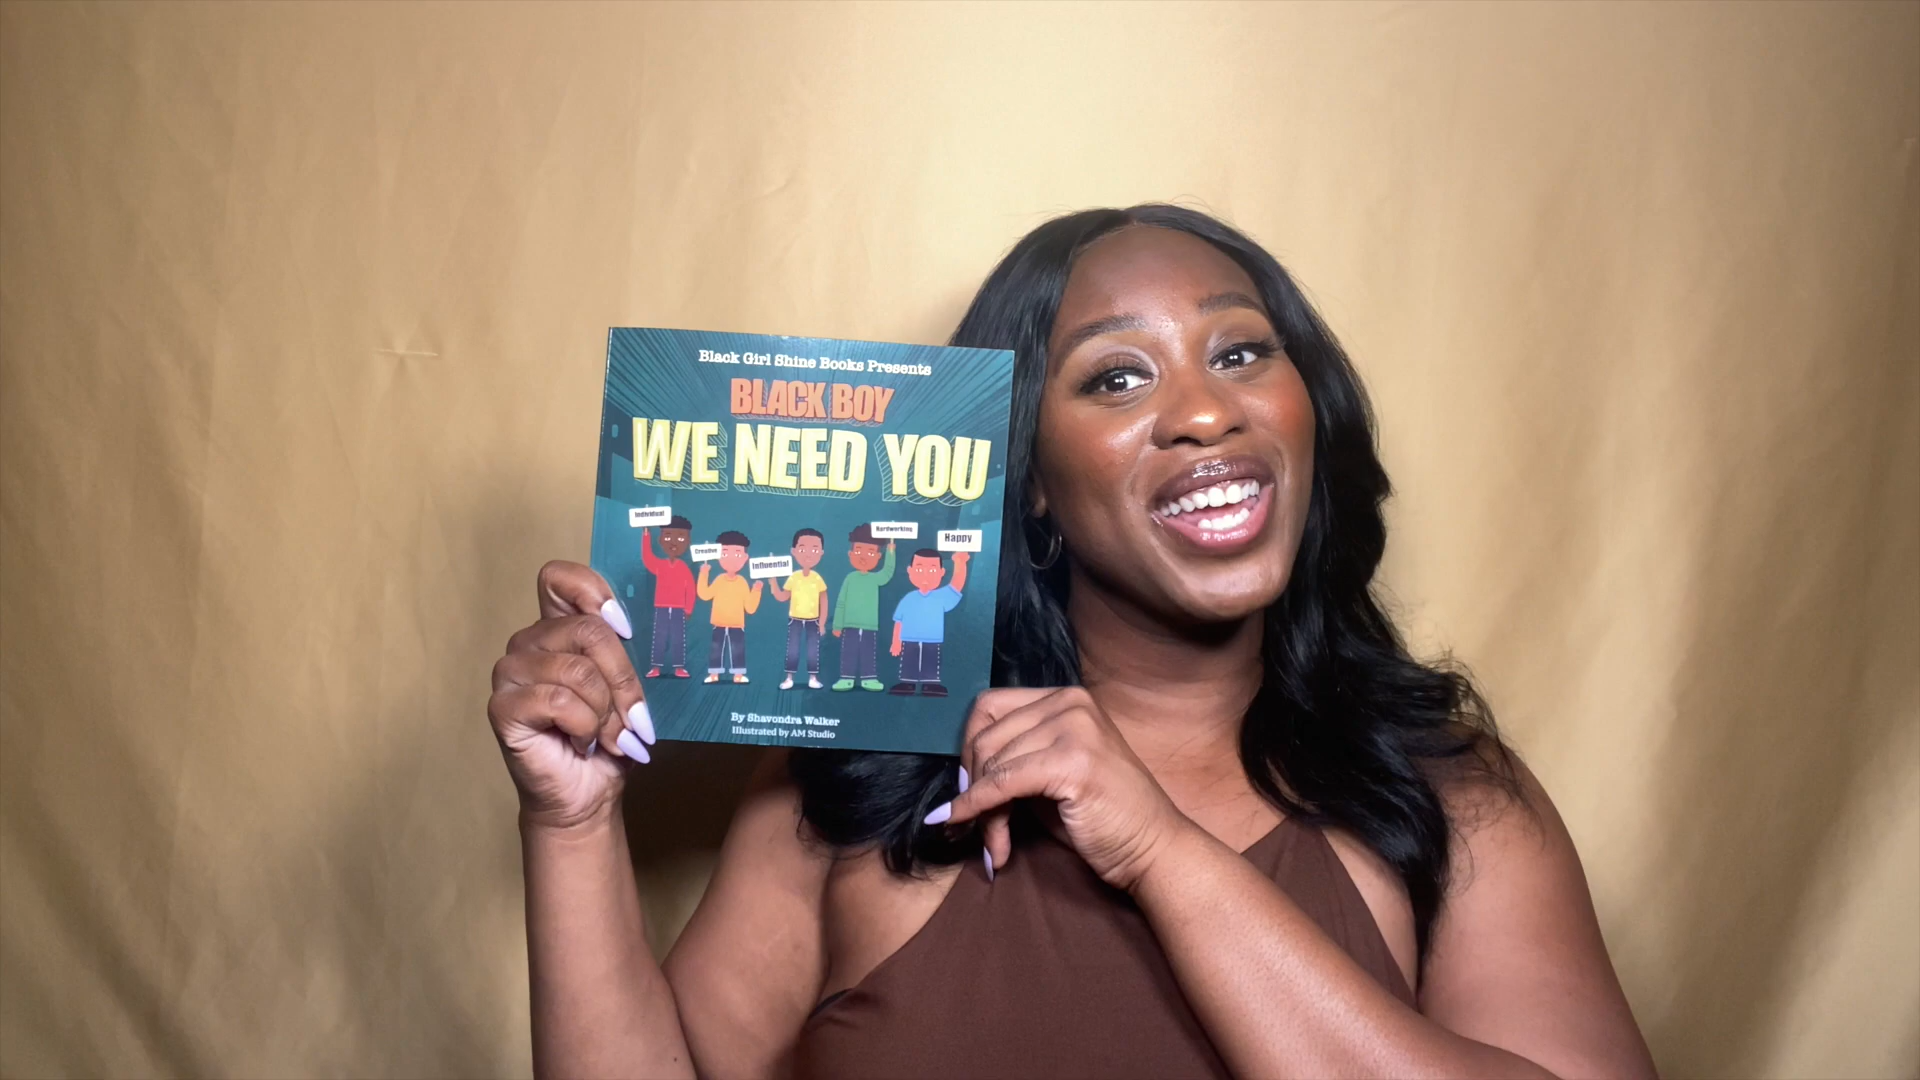 Black Girl Shine Books Presents
BLACK BOY
WE NEED YOU
Individual
Creative
Influential
Hardworking
Happy
By Shavondra Walker
Illustrated by AM Studio